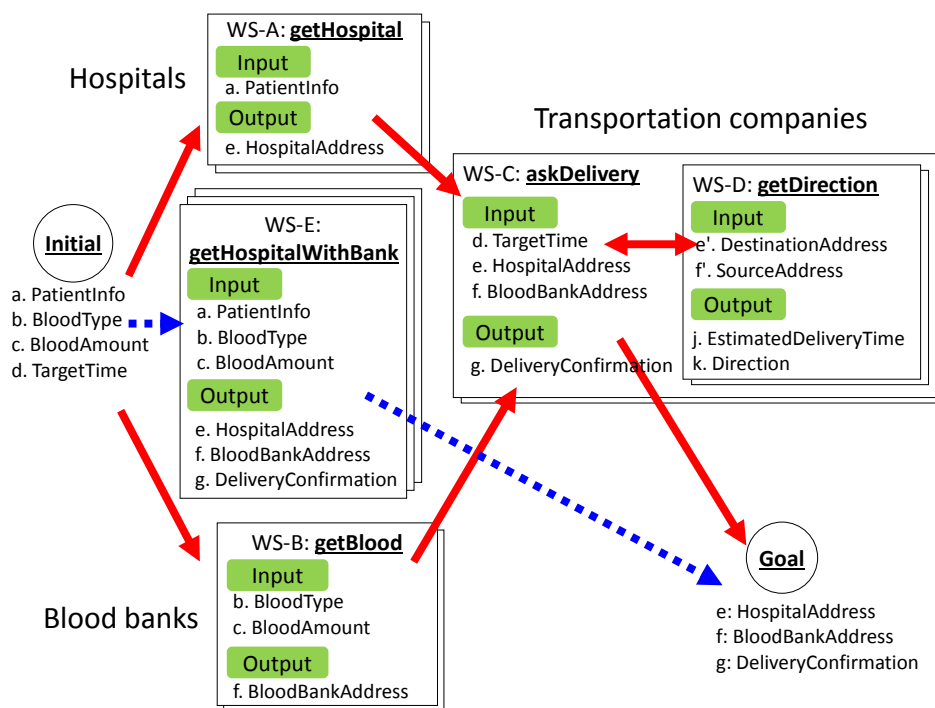 Hospitals
WS-A: getHospital
Input
a. PatientInfo
Output
e. HospitalAddress
Transportation companies
WS-C: askDelivery
Input
d. TargetTime
e. HospitalAddress
f. BloodBankAddress
Output
g. DeliveryConfirmation
WS-D: getDirection
Input
e'. DestinationAddress
f'. SourceAddress
Output
j. EstimatedDeliveryTime
k. Direction
Initial
a. PatientInfo
b. BloodType
c. BloodAmount
d. TargetTime
WS-E:
getHospitalWithBank
Input
a. PatientInfo
b. BloodType
c. BloodAmount
Output
e. HospitalAddress
f. BloodBankAddress
g. DeliveryConfirmation
Blood banks
WS-B: getBlood
Input
b. BloodType
c. BloodAmount
Output
f. BloodBankAddress
Goal
e: HospitalAddress
f: BloodBankAddress
g: DeliveryConfirmation